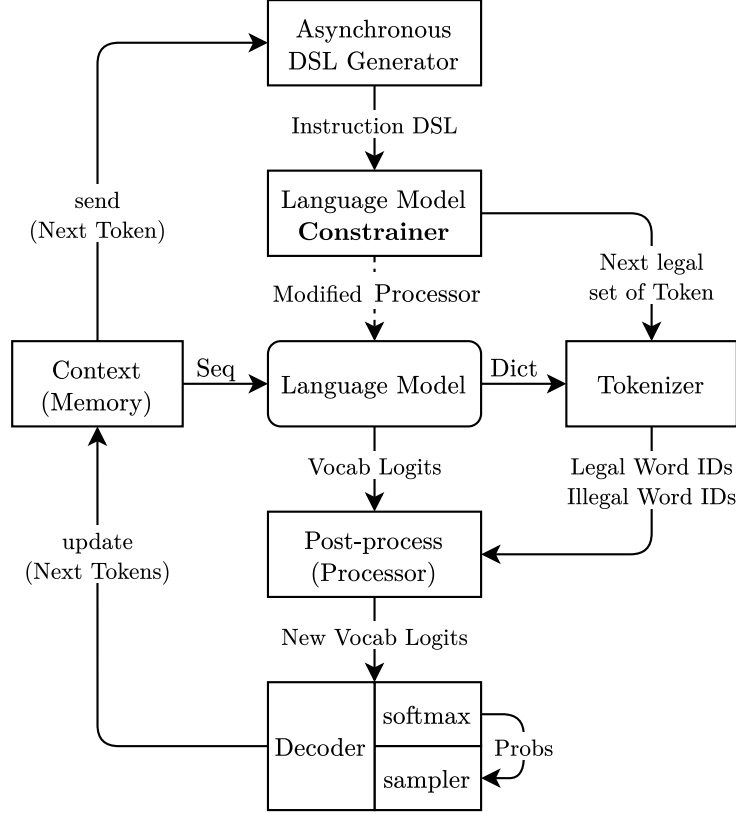 Asynchronous
DSL Generator
Instruction DSL
Language Model
Constrainer
send
(Next Token)
Next legal
set of Token
Modified Processor
Context
(Memory)
Seq
Language Model
Dict
Tokenizer
Vocab Logits
Legal Word IDs
Illegal Word IDs
Post-process
(Processor)
update
(Next Tokens)
New Vocab Logits
Decoder
softmax
Probs
sampler